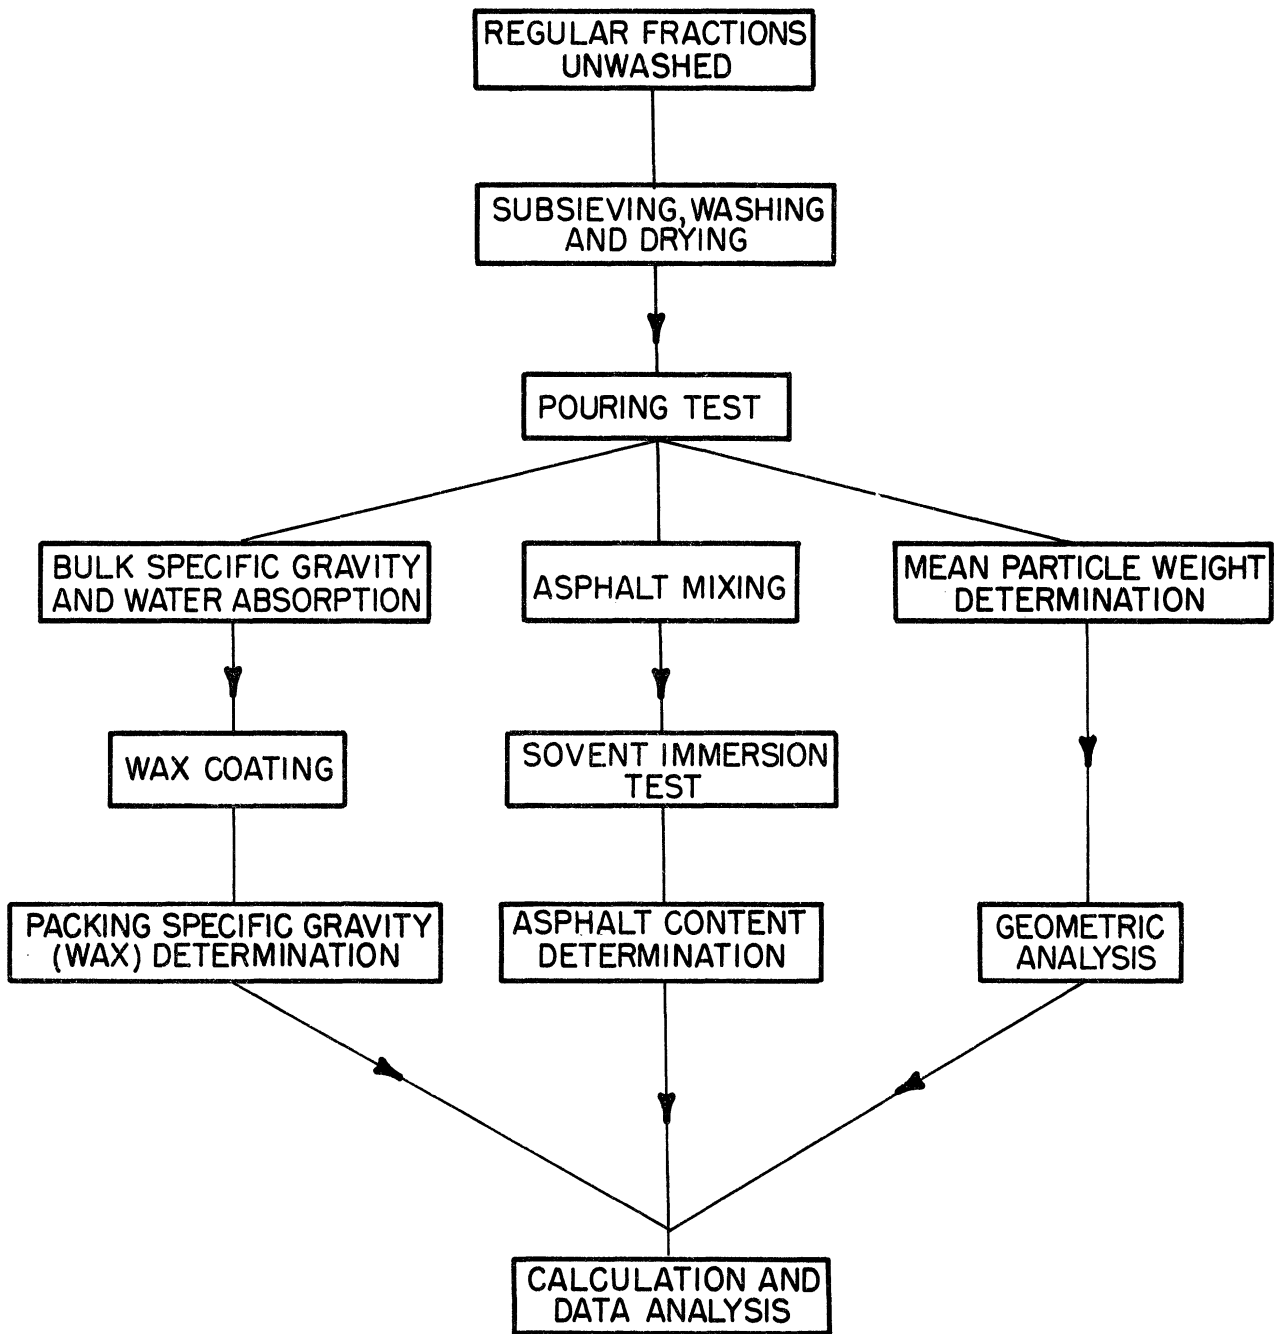 REGULAR FRACTIONS
UNWASHED
SUBSIEVING, WASHING
AND DRYING
POURING TEST
BULK SPECIFIC GRAVITY
AND WATER ABSORPTION
ASPHALT MIXING
MEAN PARTICLE WEIGHT
DETERMINATION
WAX COATING
SOVENT IMMERSION
TEST
PACKING SPECIFIC GRAVITY
(WAX) DETERMINATION
ASPHALT CONTENT
DETERMINATION
GEOMETRIC
ANALYSIS
CALCULATION AND
DATA ANALYSIS